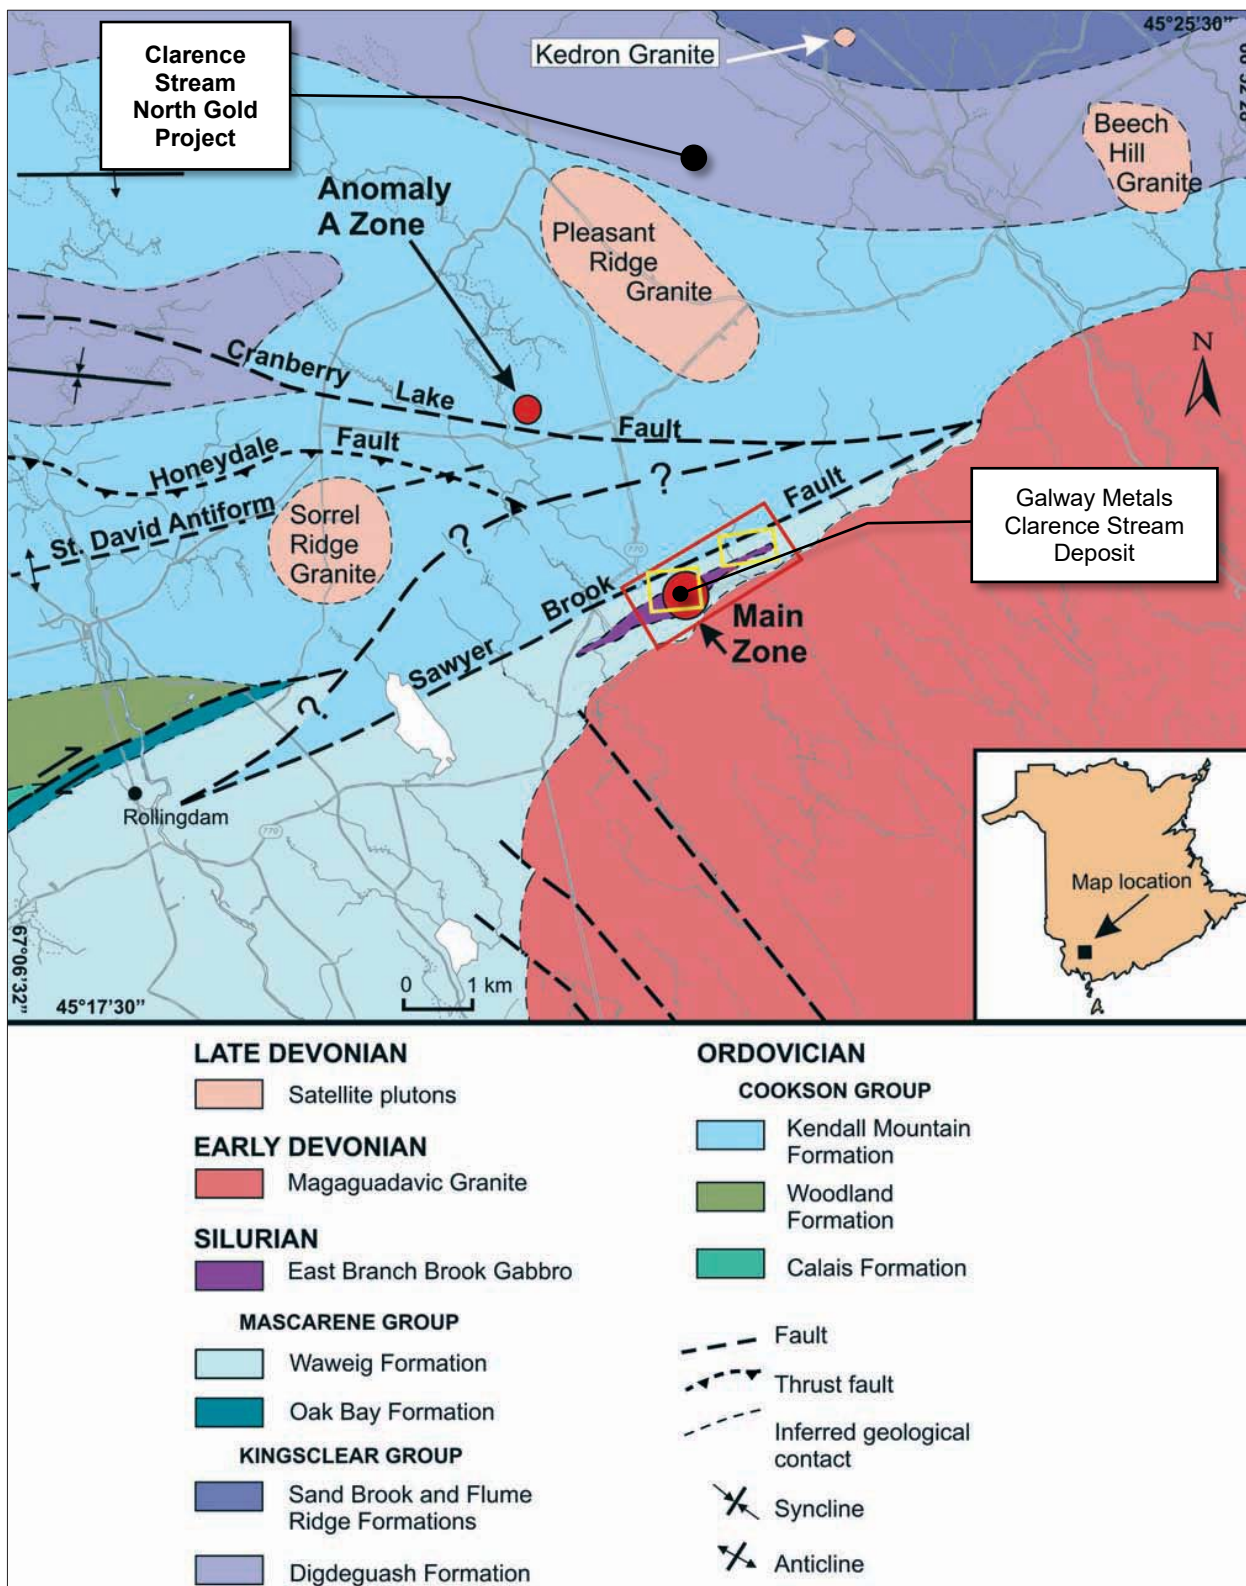 45°25'30"
66°52'28"
Clarence
Stream
North Gold
Project
Kedron Granite
Beech
Hill
Granite
Anomaly
A Zone
Pleasant
Ridge
Granite
N
Cranberry Lake Fault
Honeydale Fault
St. David Antiform
Sorrel
Ridge
Granite
?
?
?
770
Sawyer Brook Fault
Galway Metals
Clarence Stream
Deposit
Main
Zone
Rollingdam
770
Map location
67°06'32"
45°17'30"
0 1 km
LATE DEVONIAN
Satellite plutons
EARLY DEVONIAN
Magaguadavic Granite
SILURIAN
East Branch Brook Gabbro
MASCARENE GROUP
Waweig Formation
Oak Bay Formation
KINGSCLEAR GROUP
Sand Brook and Flume
Ridge Formations
Digdeguash Formation
ORDOVICIAN
COOKSON GROUP
Kendall Mountain
Formation
Woodland
Formation
Calais Formation
Fault
Thrust fault
Inferred geological
contact
Syncline
Anticline